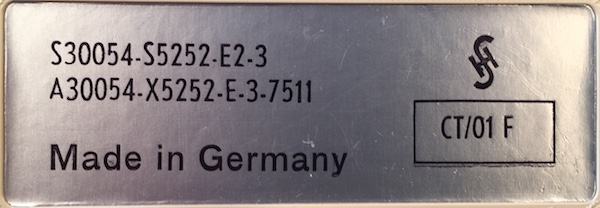 S30054-S5252-E2-3
A30054-X5252-E-3-7511
Made in Germany
CT/01 F